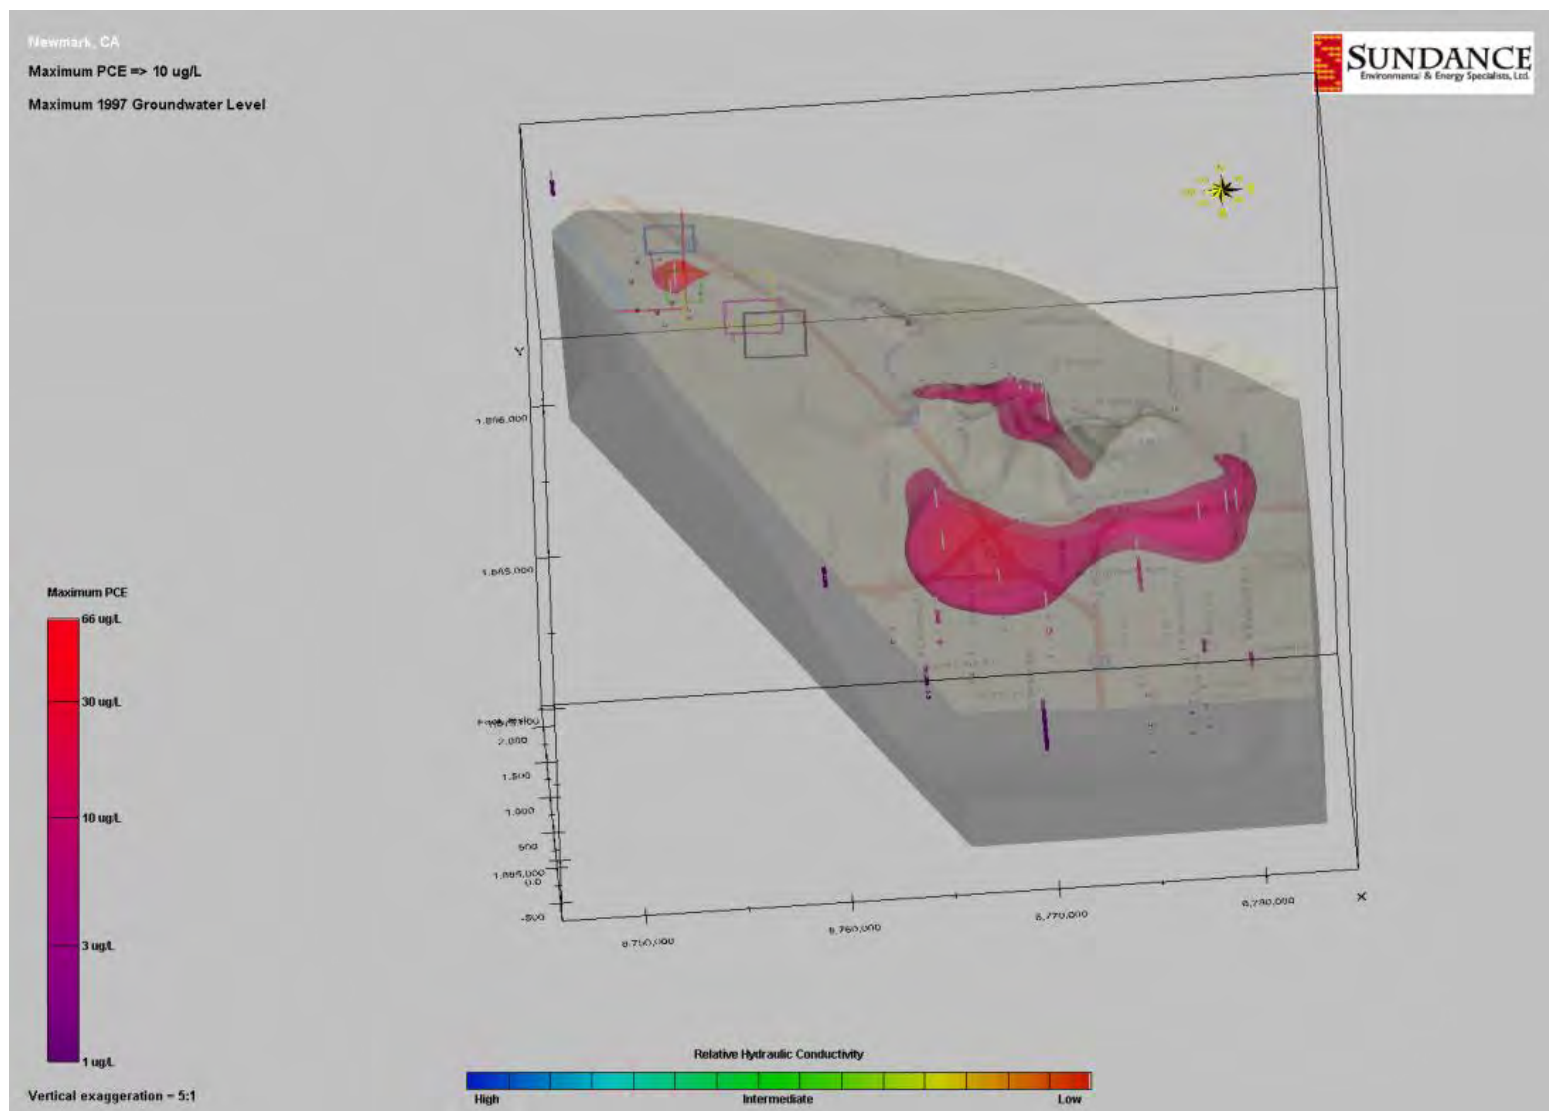 Newmark, CA
Maximum PCE => 10 ug/L
Maximum 1997 Groundwater Level
SUNDANCE
Environmental & Energy Specialists, Ltd.
Y
1,885,000
2,000
1,500
1,000
500
0.0
-500
6,750,000
6,760,000
6,770,000
6,780,000
X
Maximum PCE
66 ug/L
30 ug/L
10 ug/L
3 ug/L
1 ug/L
Relative Hydraulic Conductivity
High
Intermediate
Low
Vertical exaggeration = 5:1